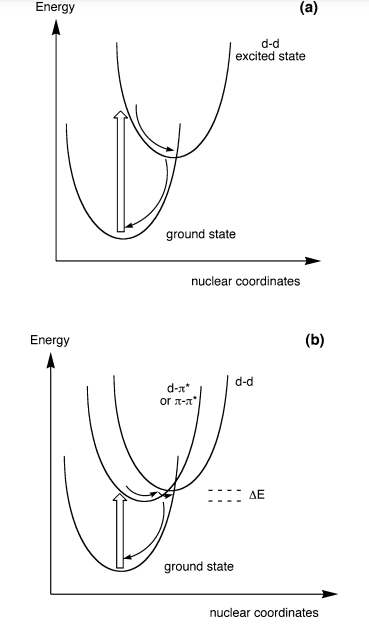 Energy
(a)
d-d
excited state
ground state
nuclear coordinates
Energy
(b)
d-π*
or π-π*
d-d
ΔE
ground state
nuclear coordinates